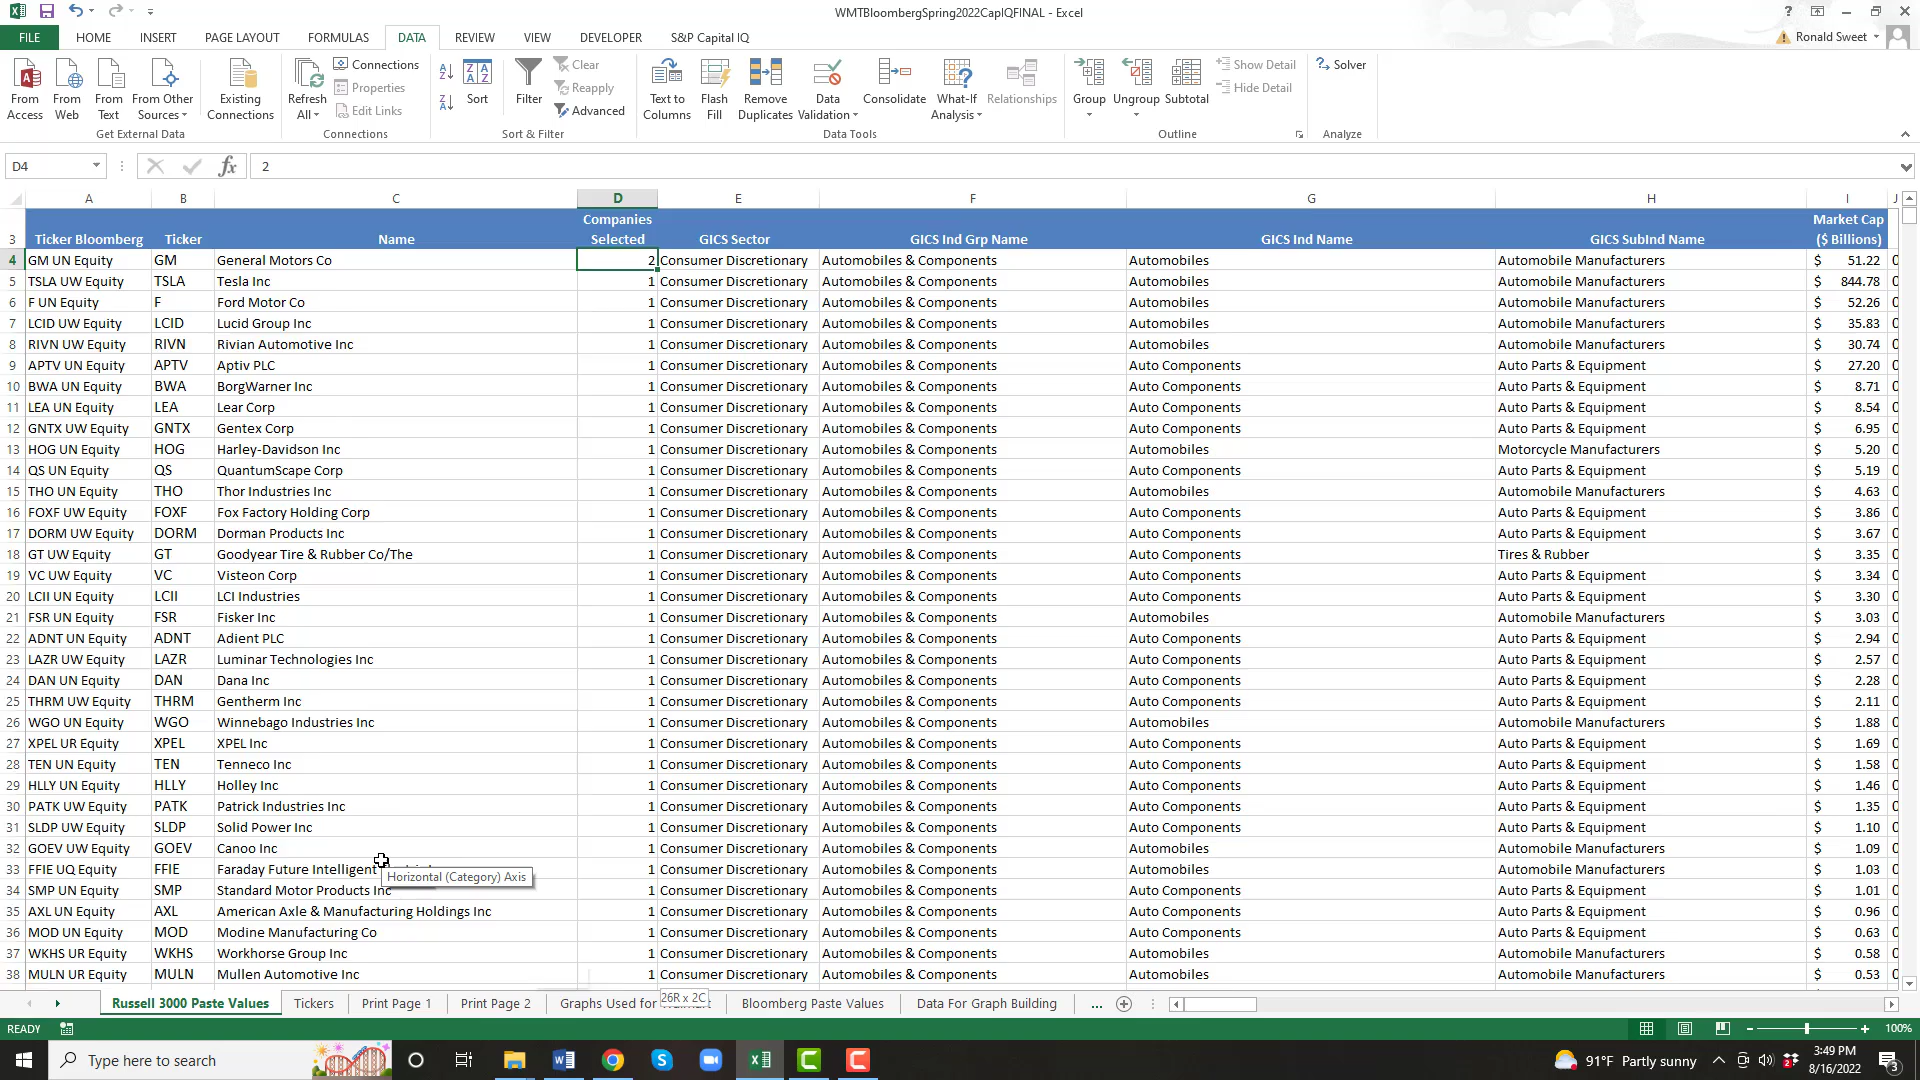 WMTBloombergSpring2022CapIQFINAL - Excel
?
FILE HOME INSERT PAGE LAYOUT FORMULAS DATA REVIEW VIEW DEVELOPER S&P Capital IQ
Ronald Sweet
From Access
From Web
From Text
From Other Sources
Existing Connections
Get External Data
Refresh All
Connections
Properties
Edit Links
Connections
Sort
Filter
Clear
Reapply
Advanced
Sort & Filter
Text to Columns
Flash Fill
Remove Duplicates
Data Validation
Consolidate
What-If Analysis
Relationships
Data Tools
Group
Ungroup
Subtotal
Show Detail
Hide Detail
Outline
Solver
Analyze
D4 fx 2
A B C D E F G H I J
3 Ticker Bloomberg Ticker Name Companies Selected GICS Sector GICS Ind Grp Name GICS Ind Name GICS SubInd Name Market Cap ($ Billions)
4 GM UN Equity GM General Motors Co 2 Consumer Discretionary Automobiles & Components Automobiles Automobile Manufacturers $ 51.22
5 TSLA UW Equity TSLA Tesla Inc 1 Consumer Discretionary Automobiles & Components Automobiles Automobile Manufacturers $ 844.78
6 F UN Equity F Ford Motor Co 1 Consumer Discretionary Automobiles & Components Automobiles Automobile Manufacturers $ 52.26
7 LCID UW Equity LCID Lucid Group Inc 1 Consumer Discretionary Automobiles & Components Automobiles Automobile Manufacturers $ 35.83
8 RIVN UW Equity RIVN Rivian Automotive Inc 1 Consumer Discretionary Automobiles & Components Automobiles Automobile Manufacturers $ 30.74
9 APTV UN Equity APTV Aptiv PLC 1 Consumer Discretionary Automobiles & Components Auto Components Auto Parts & Equipment $ 27.20
10 BWA UN Equity BWA BorgWarner Inc 1 Consumer Discretionary Automobiles & Components Auto Components Auto Parts & Equipment $ 8.71
11 LEA UN Equity LEA Lear Corp 1 Consumer Discretionary Automobiles & Components Auto Components Auto Parts & Equipment $ 8.54
12 GNTX UW Equity GNTX Gentex Corp 1 Consumer Discretionary Automobiles & Components Auto Components Auto Parts & Equipment $ 6.95
13 HOG UN Equity HOG Harley-Davidson Inc 1 Consumer Discretionary Automobiles & Components Automobiles Motorcycle Manufacturers $ 5.20
14 QS UN Equity QS QuantumScape Corp 1 Consumer Discretionary Automobiles & Components Auto Components Auto Parts & Equipment $ 5.19
15 THO UN Equity THO Thor Industries Inc 1 Consumer Discretionary Automobiles & Components Automobiles Automobile Manufacturers $ 4.63
16 FOXF UW Equity FOXF Fox Factory Holding Corp 1 Consumer Discretionary Automobiles & Components Auto Components Auto Parts & Equipment $ 3.86
17 DORM UW Equity DORM Dorman Products Inc 1 Consumer Discretionary Automobiles & Components Auto Components Auto Parts & Equipment $ 3.67
18 GT UW Equity GT Goodyear Tire & Rubber Co/The 1 Consumer Discretionary Automobiles & Components Auto Components Tires & Rubber $ 3.35
19 VC UW Equity VC Visteon Corp 1 Consumer Discretionary Automobiles & Components Auto Components Auto Parts & Equipment $ 3.34
20 LCII UN Equity LCII LCI Industries 1 Consumer Discretionary Automobiles & Components Auto Components Auto Parts & Equipment $ 3.30
21 FSR UN Equity FSR Fisker Inc 1 Consumer Discretionary Automobiles & Components Automobiles Automobile Manufacturers $ 3.03
22 ADNT UN Equity ADNT Adient PLC 1 Consumer Discretionary Automobiles & Components Auto Components Auto Parts & Equipment $ 2.94
23 LAZR UW Equity LAZR Luminar Technologies Inc 1 Consumer Discretionary Automobiles & Components Auto Components Auto Parts & Equipment $ 2.57
24 DAN UN Equity DAN Dana Inc 1 Consumer Discretionary Automobiles & Components Auto Components Auto Parts & Equipment $ 2.28
25 THRM UW Equity THRM Gentherm Inc 1 Consumer Discretionary Automobiles & Components Auto Components Auto Parts & Equipment $ 2.11
26 WGO UN Equity WGO Winnebago Industries Inc 1 Consumer Discretionary Automobiles & Components Automobiles Automobile Manufacturers $ 1.88
27 XPEL UR Equity XPEL XPEL Inc 1 Consumer Discretionary Automobiles & Components Auto Components Auto Parts & Equipment $ 1.69
28 TEN UN Equity TEN Tenneco Inc 1 Consumer Discretionary Automobiles & Components Auto Components Auto Parts & Equipment $ 1.58
29 HLLY UN Equity HLLY Holley Inc 1 Consumer Discretionary Automobiles & Components Auto Components Auto Parts & Equipment $ 1.46
30 PATK UW Equity PATK Patrick Industries Inc 1 Consumer Discretionary Automobiles & Components Auto Components Auto Parts & Equipment $ 1.35
31 SLDP UW Equity SLDP Solid Power Inc 1 Consumer Discretionary Automobiles & Components Auto Components Auto Parts & Equipment $ 1.10
32 GOEV UW Equity GOEV Canoo Inc 1 Consumer Discretionary Automobiles & Components Automobiles Automobile Manufacturers $ 1.09
33 FFIE UQ Equity FFIE Faraday Future Intelligent 1 Consumer Discretionary Automobiles & Components Automobiles Automobile Manufacturers $ 1.03
Horizontal (Category) Axis
34 SMP UN Equity SMP Standard Motor Products Inc 1 Consumer Discretionary Automobiles & Components Auto Components Auto Parts & Equipment $ 1.01
35 AXL UN Equity AXL American Axle & Manufacturing Holdings Inc 1 Consumer Discretionary Automobiles & Components Auto Components Auto Parts & Equipment $ 0.96
36 MOD UN Equity MOD Modine Manufacturing Co 1 Consumer Discretionary Automobiles & Components Auto Components Auto Parts & Equipment $ 0.63
37 WKHS UR Equity WKHS Workhorse Group Inc 1 Consumer Discretionary Automobiles & Components Automobiles Automobile Manufacturers $ 0.58
38 MULN UR Equity MULN Mullen Automotive Inc 1 Consumer Discretionary Automobiles & Components Automobiles Automobile Manufacturers $ 0.53
26R x 2C
Russell 3000 Paste Values Tickers Print Page 1 Print Page 2 Graphs Used for Bloomberg Paste Values Data For Graph Building ...
READY 100%
Type here to search 91°F Partly sunny 3:49 PM
8/16/2022 3